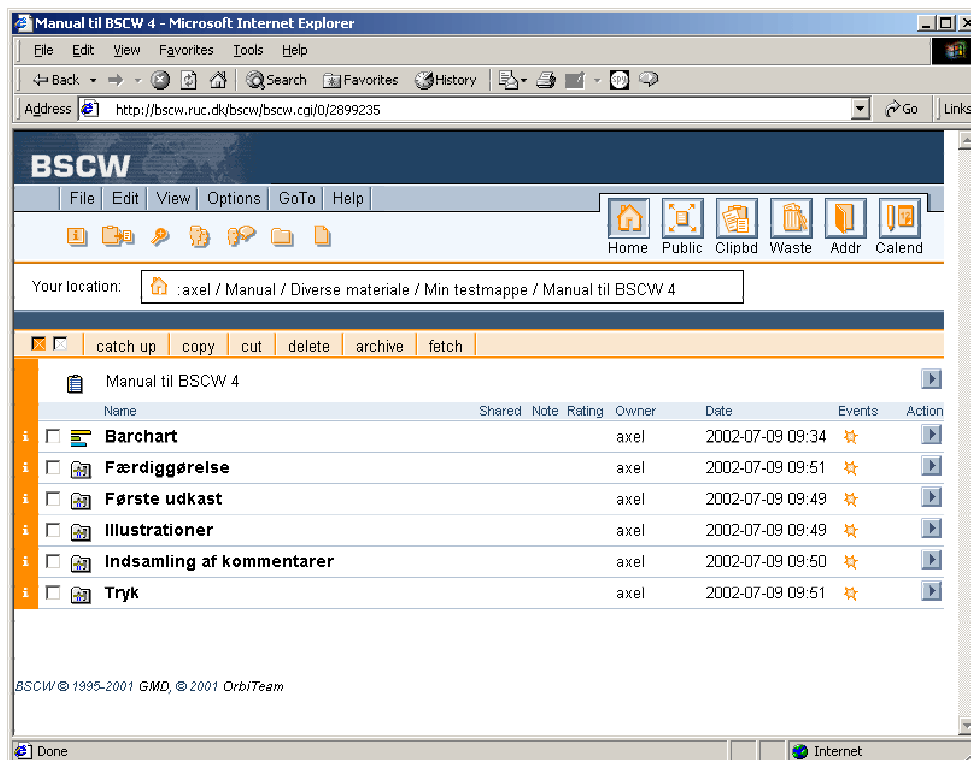 Manual til BSCW 4 - Microsoft Internet Explorer
File Edit View Favorites Tools Help
Back Search Favorites History
Address http://bscw.ruc.dk/bscw/bscw.cgi/0/2899235 Go Links
BSCW
File Edit View Options GoTo Help
Home Public Clipbd Waste Addr Calend
Your location: :axel / Manual / Diverse materiale / Min testmappe / Manual til BSCW 4
catch up copy cut delete archive fetch
Manual til BSCW 4
Name Shared Note Rating Owner Date Events Action
i Barchart axel 2002-07-09 09:34
i Færdiggørelse axel 2002-07-09 09:51
i Første udkast axel 2002-07-09 09:49
i Illustrationer axel 2002-07-09 09:49
i Indsamling af kommentarer axel 2002-07-09 09:50
i Tryk axel 2002-07-09 09:51
BSCW © 1995-2001 GMD, © 2001 OrbiTeam
Done Internet